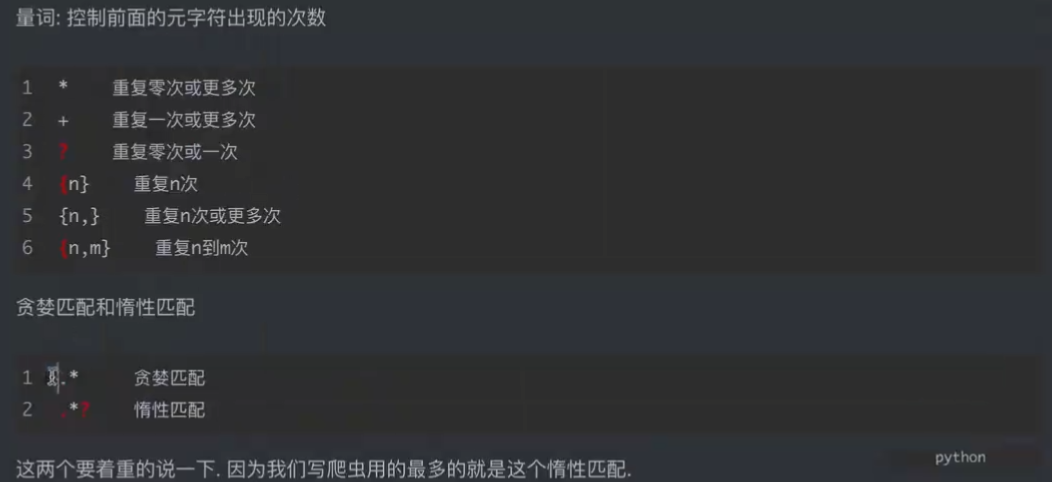 量词: 控制前面的元字符出现的次数
1 * 重复零次或更多次
2 + 重复一次或更多次
3 ? 重复零次或一次
4 {n} 重复n次
5 {n,} 重复n次或更多次
6 {n,m} 重复n到m次
贪婪匹配和惰性匹配
1 .* 贪婪匹配
2 .*? 惰性匹配
这两个要着重的说一下. 因为我们写爬虫用的最多的就是这个惰性匹配.
python